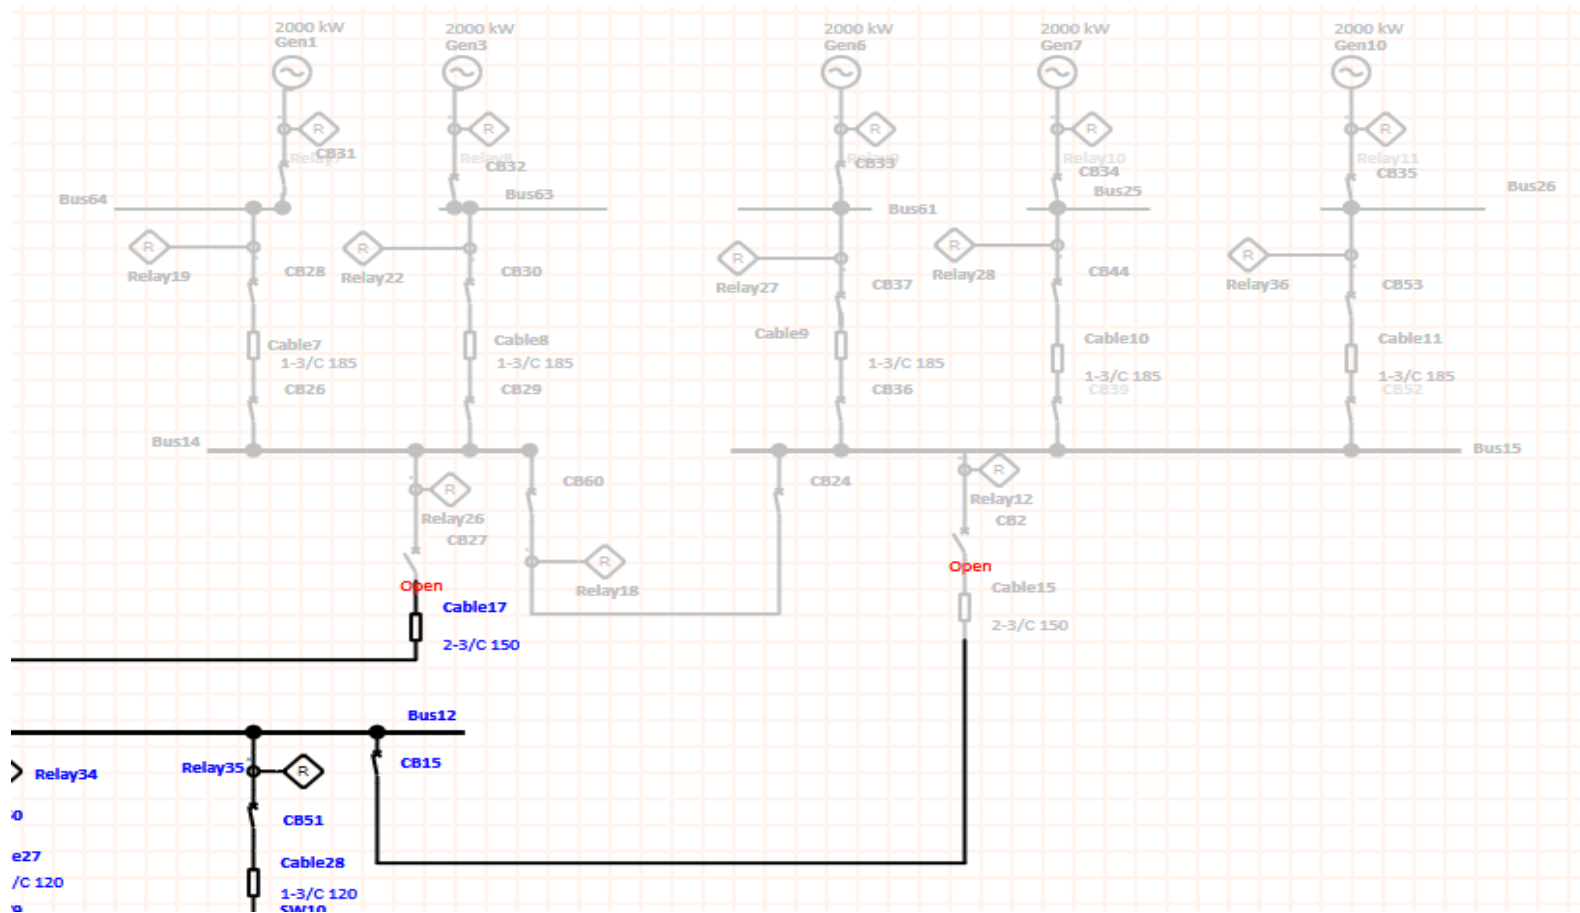 2000 kW
Gen1
2000 kW
Gen3
2000 kW
Gen6
2000 kW
Gen7
2000 kW
Gen10
R
R
R
R
R
CB31
Relay8
CB32
CB33
Relay10
CB34
Relay11
CB35
Bus64
Bus63
Bus61
Bus25
Bus26
R
Relay19
CB28
R
Relay22
CB30
R
Relay27
CB37
R
Relay28
CB44
R
Relay36
CB53
Cable7
1-3/C 185
Cable8
1-3/C 185
Cable9
1-3/C 185
Cable10
1-3/C 185
Cable11
1-3/C 185
CB26
CB29
CB36
CB39
CB52
Bus14
Bus15
R
Relay26
CB27
Open
CB60
R
Relay18
CB24
R
Relay12
CB2
Open
Cable17
2-3/C 150
Cable15
2-3/C 150
Bus12
Relay34
Relay35
R
CB15
CB51
e27
/C 120
Cable28
1-3/C 120
SW10